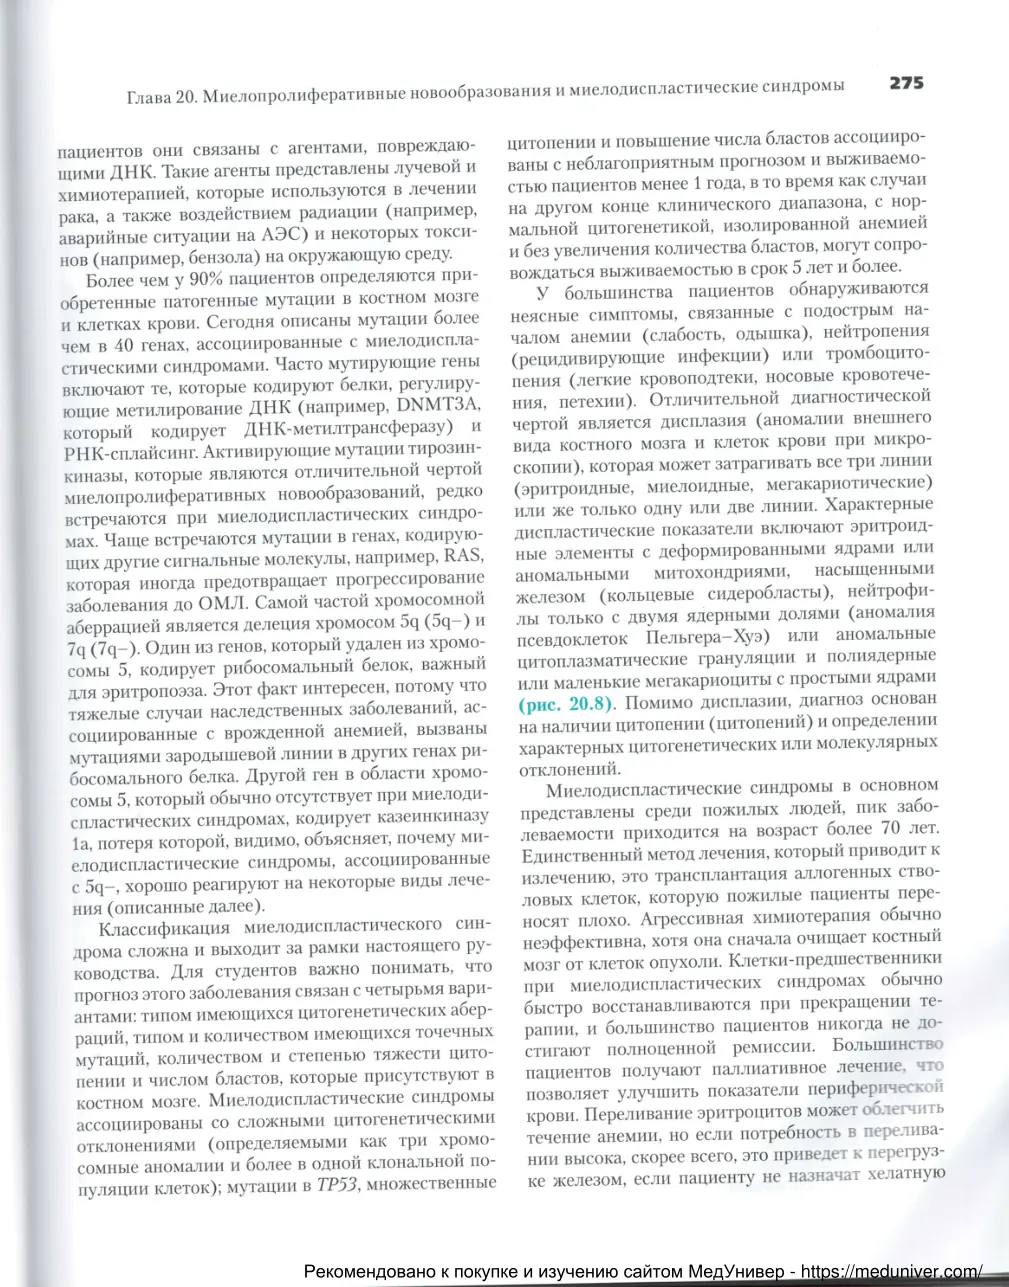 Глава 20. Миелопролиферативные новообразования и миелодиспластические синдромы 275
пациентов они связаны с агентами, повреждаю-
щими ДНК. Такие агенты представлены лучевой и
химиотерапией, которые используются в лечении
рака, а также воздействием радиации (например,
аварийные ситуации на АЭС) и некоторых токси-
нов (например, бензола) на окружающую среду.
Более чем у 90% пациентов определяются при-
обретенные патогенные мутации в костном мозге
и клетках крови. Сегодня описаны мутации более
чем в 40 генах, ассоциированные с миелодиспла-
стическими синдромами. Часто мутирующие гены
включают те, которые кодируют белки, регулиру-
ющие метилирование ДНК (например, DNMT3A,
который кодирует ДНК-метилтрансферазу) и
РНК-сплайсинг. Активирующие мутации тирозин-
киназы, которые являются отличительной чертой
миелопролиферативных новообразований, редко
встречаются при миелодиспластических синдро-
мах. Чаще встречаются мутации в генах, кодирую-
щих другие сигнальные молекулы, например, RAS,
которая иногда предотвращает прогрессирование
заболевания до ОМЛ. Самой частой хромосомной
аберрацией является делеция хромосом 5q (5q–) и
7q (7q–). Один из генов, который удален из хромо-
сомы 5, кодирует рибосомальный белок, важный
для эритропоэза. Этот факт интересен, потому что
тяжелые случаи наследственных заболеваний, ас-
социированные с врожденной анемией, вызваны
мутациями зародышевой линии в других генах ри-
босомального белка. Другой ген в области хромо-
сомы 5, который обычно отсутствует при миелоди-
спластических синдромах, кодирует казеинкиназу
1a, потеря которой, видимо, объясняет, почему ми-
елодиспластические синдромы, ассоциированные
с 5q–, хорошо реагируют на некоторые виды лече-
ния (описанные далее).
Классификация миелодиспластического син-
дрома сложна и выходит за рамки настоящего ру-
ководства. Для студентов важно понимать, что
прогноз этого заболевания связан с четырьмя вари-
антами: типом имеющихся цитогенетических абер-
раций, типом и количеством имеющихся точечных
мутаций, количеством и степенью тяжести цито-
пении и числом бластов, которые присутствуют в
костном мозге. Миелодиспластические синдромы
ассоциированы со сложными цитогенетическими
отклонениями (определяемыми как три хромо-
сомные аномалии и более в одной клональной по-
пуляции клеток); мутации в TP53, множественные
цитопении и повышение числа бластов ассоцииро-
ваны с неблагоприятным прогнозом и выживаемо-
стью пациентов менее 1 года, в то время как случаи
на другом конце клинического диапазона, с нор-
мальной цитогенетикой, изолированной анемией
и без увеличения количества бластов, могут сопро-
вождаться выживаемостью в срок 5 лет и более.
У большинства пациентов обнаруживаются
неясные симптомы, связанные с подострым на-
чалом анемии (слабость, одышка), нейтропения
(рецидивирующие инфекции) или тромбоцито-
пения (легкие кровоподтеки, носовые кровотече-
ния, петехии). Отличительной диагностической
чертой является дисплазия (аномалии внешнего
вида костного мозга и клеток крови при микро-
скопии), которая может затрагивать все три линии
(эритроидные, миелоидные, мегакариотические)
или же только одну или две линии. Характерные
диспластические показатели включают эритроид-
ные элементы с деформированными ядрами или
аномальными митохондриями, насыщенными
железом (кольцевые сидеробласты), нейтрофи-
лы только с двумя ядерными долями (аномалия
псевдоклеток Пельгера–Хуэ) или аномальные
цитоплазматические грануляции и полиядерные
или маленькие мегакариоциты с простыми ядрами
(рис. 20.8). Помимо дисплазии, диагноз основан
на наличии цитопении (цитопений) и определении
характерных цитогенетических или молекулярных
отклонений.
Миелодиспластические синдромы в основном
представлены среди пожилых людей, пик забо-
леваемости приходится на возраст более 70 лет.
Единственный метод лечения, который приводит к
излечению, это трансплантация аллогенных ство-
ловых клеток, которую пожилые пациенты пере-
носят плохо. Агрессивная химиотерапия обычно
неэффективна, хотя она сначала очищает костный
мозг от клеток опухоли. Клетки-предшественники
при миелодиспластических синдромах обычно
быстро восстанавливаются при прекращении те-
рапии, и большинство пациентов никогда не до-
стигают полноценной ремиссии. Большинство
пациентов получают паллиативное лечение, что
позволяет улучшить показатели периферической
крови. Переливание эритроцитов может облегчить
течение анемии, но если потребность в перелива-
нии высока, скорее всего, это приведет к перегруз-
ке железом, если пациенту не назначат хелатную
Рекомендовано к покупке и изучению сайтом МедУнивер - https://meduniver.com/